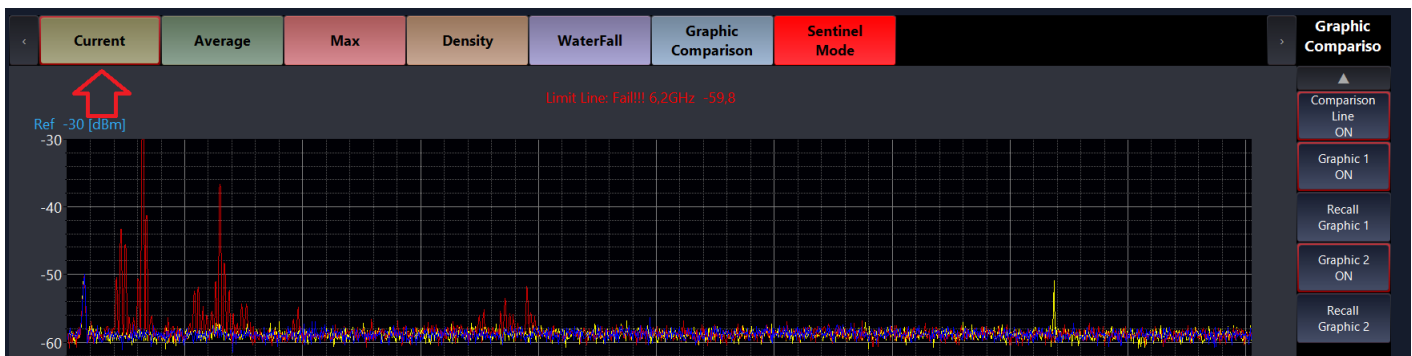 ‹
Current
Average
Max
Density
WaterFall
Graphic
Comparison
Sentinel
Mode
›
Graphic
Compariso
▲
Limit Line: Fail!!! 6.2GHz -59.8
Comparison
Line
ON
Ref -30 [dBm]
-30
Graphic 1
ON
-40
Recall
Graphic 1
-50
Graphic 2
ON
Recall
Graphic 2
-60